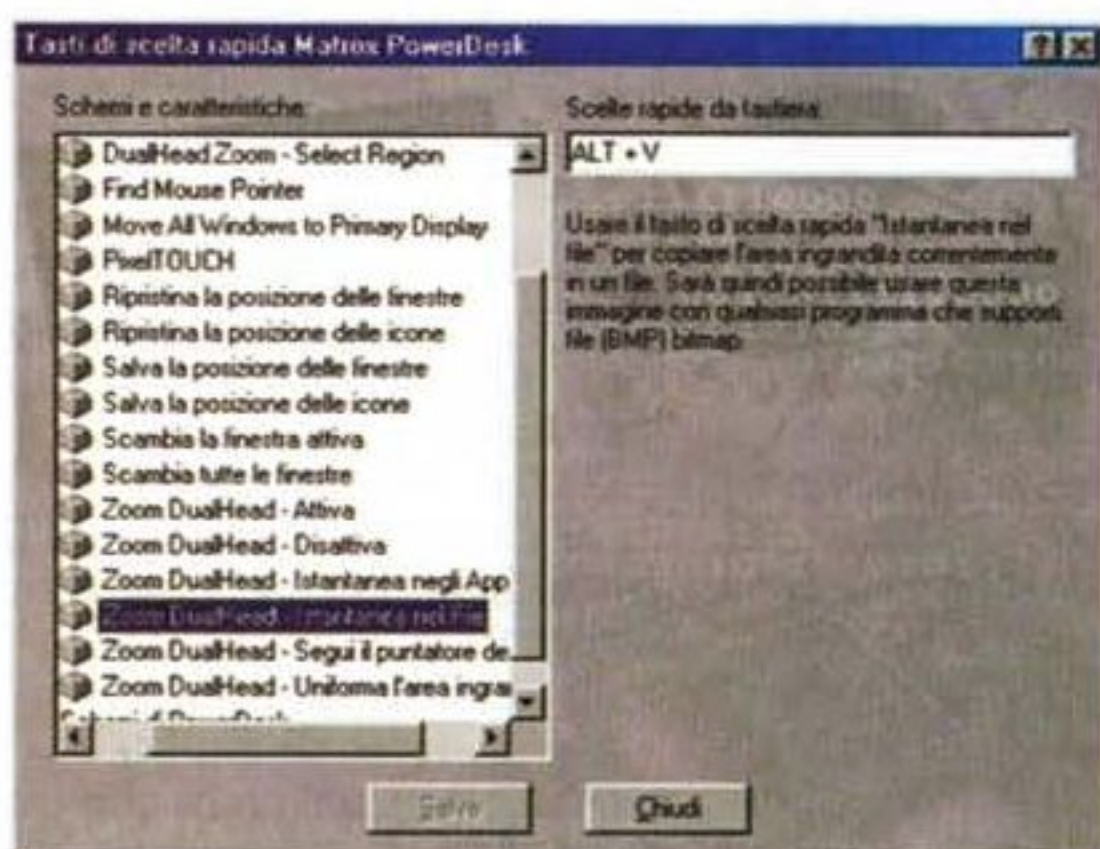 Tasti di scelta rapida Matrox PowerDesk
Schemi e caratteristiche:
DualHead Zoom - Select Region
Find Mouse Pointer
Move All Windows to Primary Display
PixelTOUCH
Ripristina la posizione delle finestre
Ripristina la posizione delle icone
Salva la posizione delle finestre
Salva la posizione delle icone
Scambia la finestra attiva
Scambia tutte le finestre
Zoom DualHead - Attiva
Zoom DualHead - Disattiva
Zoom DualHead - Istantanea negli App
Zoom DualHead - Istantanea nel File
Zoom DualHead - Segui il puntatore de
Zoom DualHead - Uniforma l'area ingra
Schemi di PowerDesk
Scelte rapide da tastiera:
ALT + V
Usare il tasto di scelta rapida "Istantanea nel
file" per copiare l'area ingrandita correntemente
in un file. Sarà quindi possibile usare questa
immagine con qualsiasi programma che supporti
file (BMP) bitmap.
Salva
Chiudi